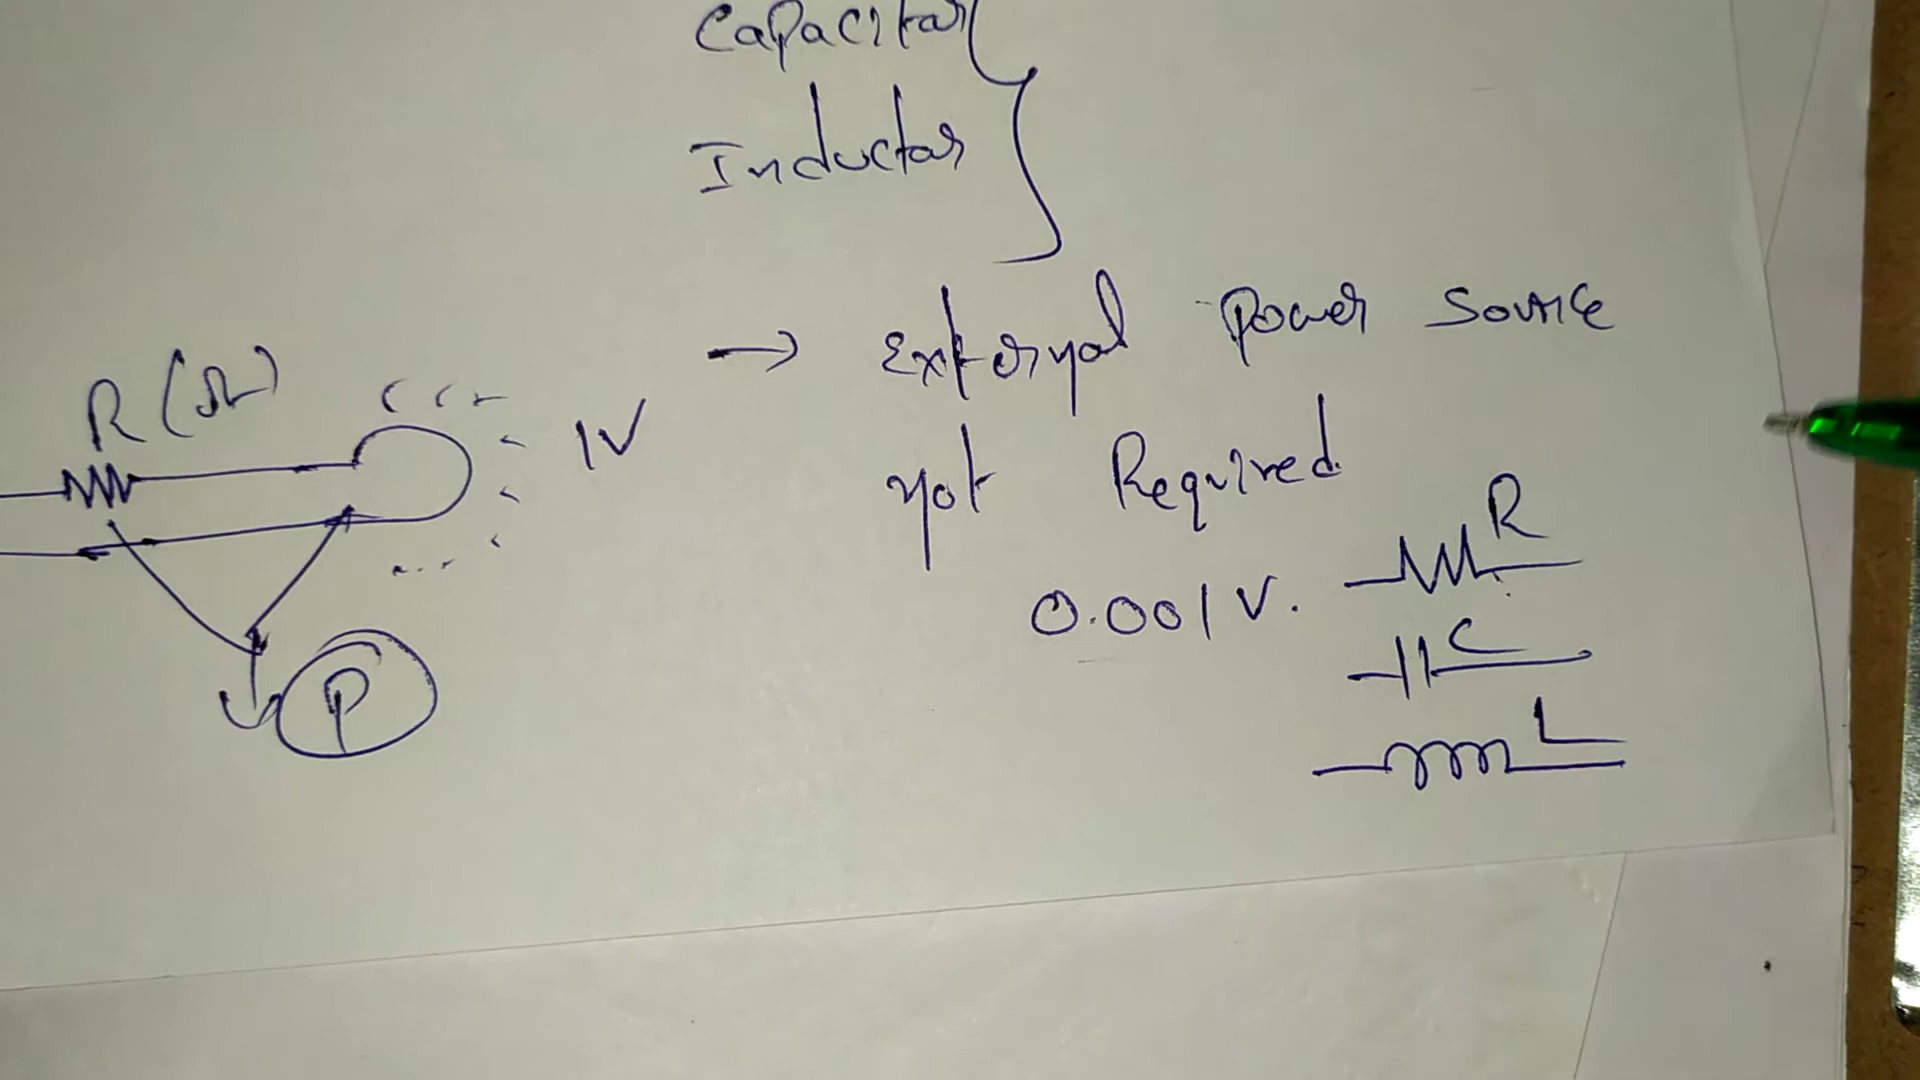 Capacitor
Inductor
→ External Power Source
not Required
R (Ω)
1V
0.001V.
R
C
L
P